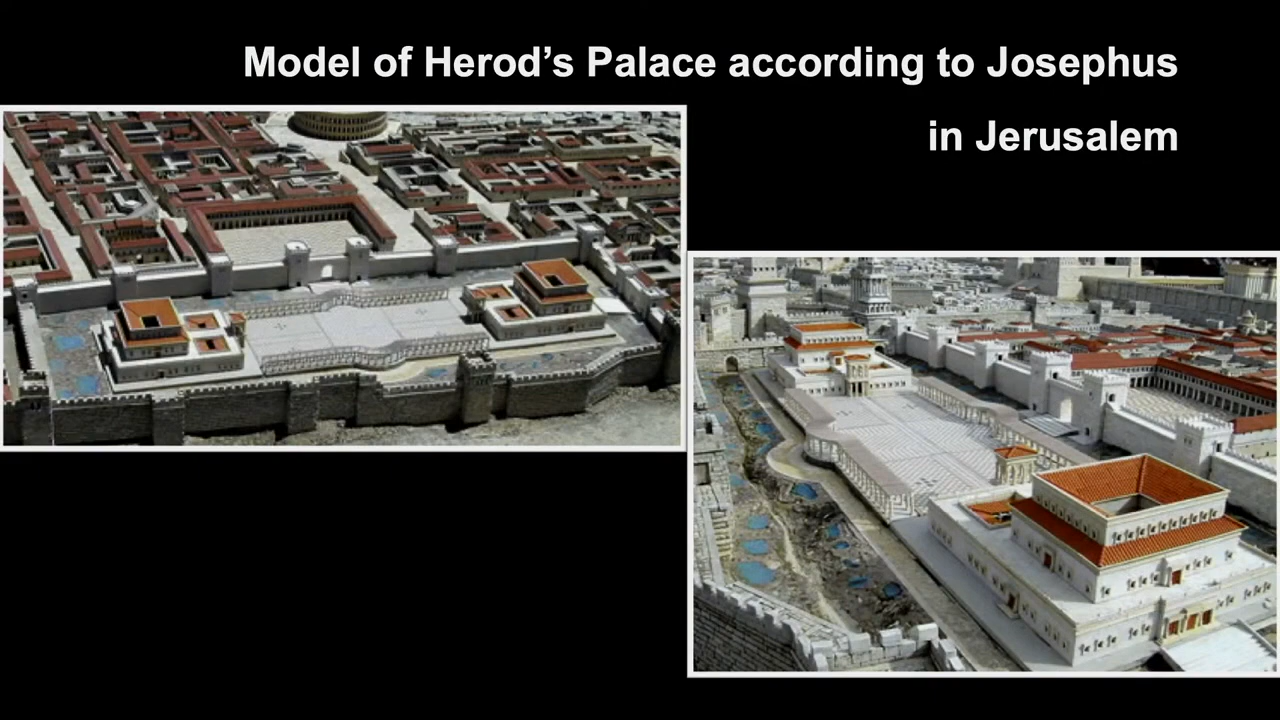 Model of Herod’s Palace according to Josephus
in Jerusalem